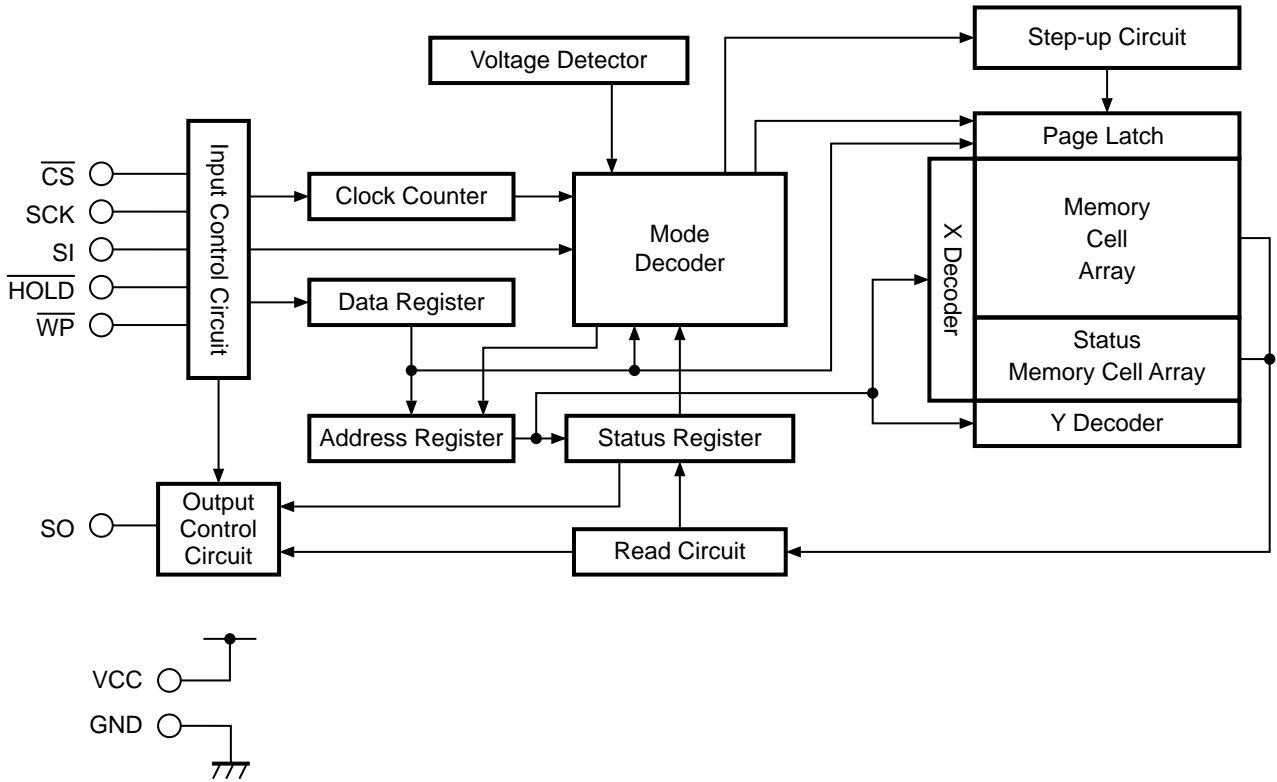 Step-up Circuit
Voltage Detector
Page Latch
Input Control Circuit
CS
SCK
SI
HOLD
WP
Clock Counter
Mode
Decoder
X Decoder
Memory
Cell
Array
Data Register
Status
Memory Cell Array
Address Register
Status Register
Y Decoder
SO
Output
Control
Circuit
Read Circuit
VCC
GND